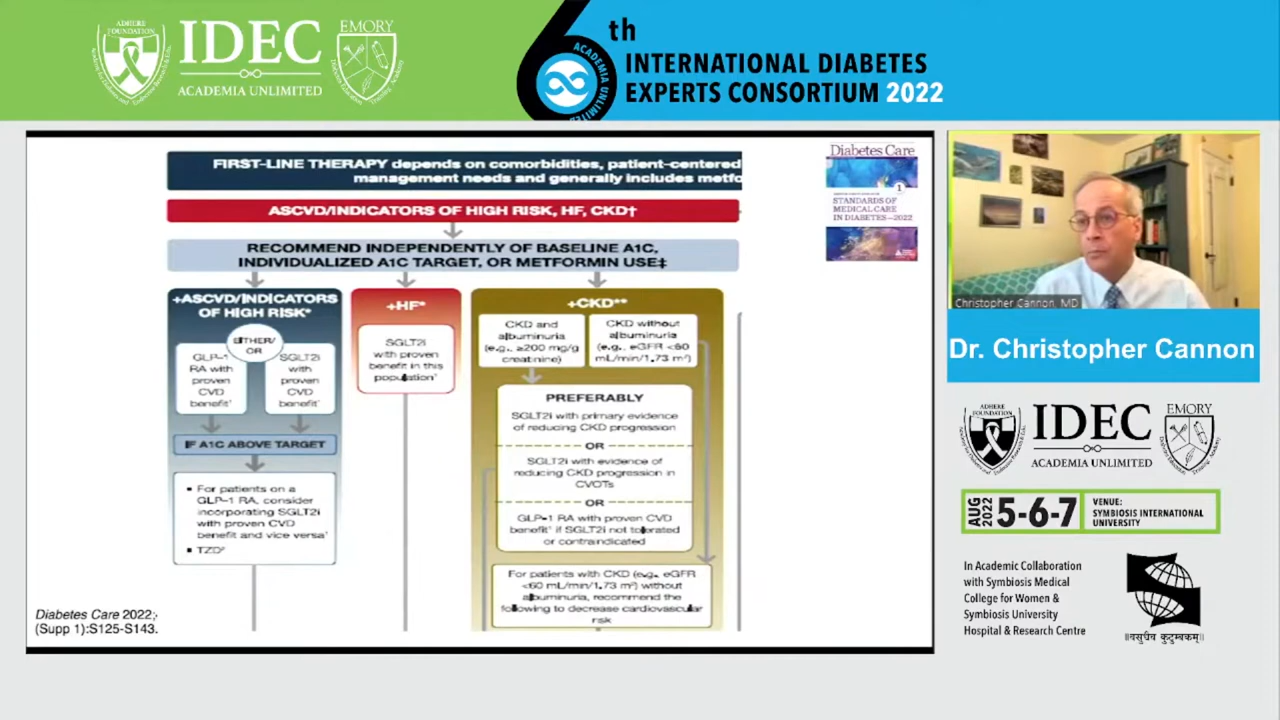 ADHERE
FOUNDATION
IDEC
ACADEMIA UNLIMITED
EMORY
6th
ACADEMIA UNLIMITED
INTERNATIONAL DIABETES
EXPERTS CONSORTIUM 2022
FIRST-LINE THERAPY depends on comorbidities, patient-centered
management needs and generally includes metfo
ASCVD/INDICATORS OF HIGH RISK, HF, CKD†
RECOMMEND INDEPENDENTLY OF BASELINE A1C,
INDIVIDUALIZED A1C TARGET, OR METFORMIN USE‡
+ASCVD/INDICATORS
OF HIGH RISK*
EITHER/
OR
GLP-1
RA with
proven
CVD
benefit†
SGLT2i
with
proven
CVD
benefit†
IF A1C ABOVE TARGET
▪ For patients on a
GLP-1 RA, consider
incorporating SGLT2i
with proven CVD
benefit and vice versa†
▪ TZD²
+HF*
SGLT2i
with proven
benefit in this
population†
+CKD**
CKD and
albuminuria
(e.g., ≥200 mg/g
creatinine)
CKD without
albuminuria
(e.g., eGFR <60
mL/min/1.73 m²)
PREFERABLY
SGLT2i with primary evidence
of reducing CKD progression
OR
SGLT2i with evidence of
reducing CKD progression in
CVOTs
OR
GLP-1 RA with proven CVD
benefit† if SGLT2i not tolerated
or contraindicated
For patients with CKD (e.g., eGFR
<60 mL/min/1.73 m²) without
albuminuria, recommend the
following to decrease cardiovascular
risk
Diabetes Care
1
STANDARDS OF
MEDICAL CARE
IN DIABETES—2022
Diabetes Care 2022;·
(Supp 1):S125-S143.
Christopher Cannon, MD
Dr. Christopher Cannon
ADHERE
FOUNDATION
IDEC
ACADEMIA UNLIMITED
EMORY
AUG
2022
5-6-7
VENUE:
SYMBIOSIS INTERNATIONAL
UNIVERSITY
In Academic Collaboration
with Symbiosis Medical
College for Women &
Symbiosis University
Hospital & Research Centre
॥वसुधैव कुटुम्बकम्॥